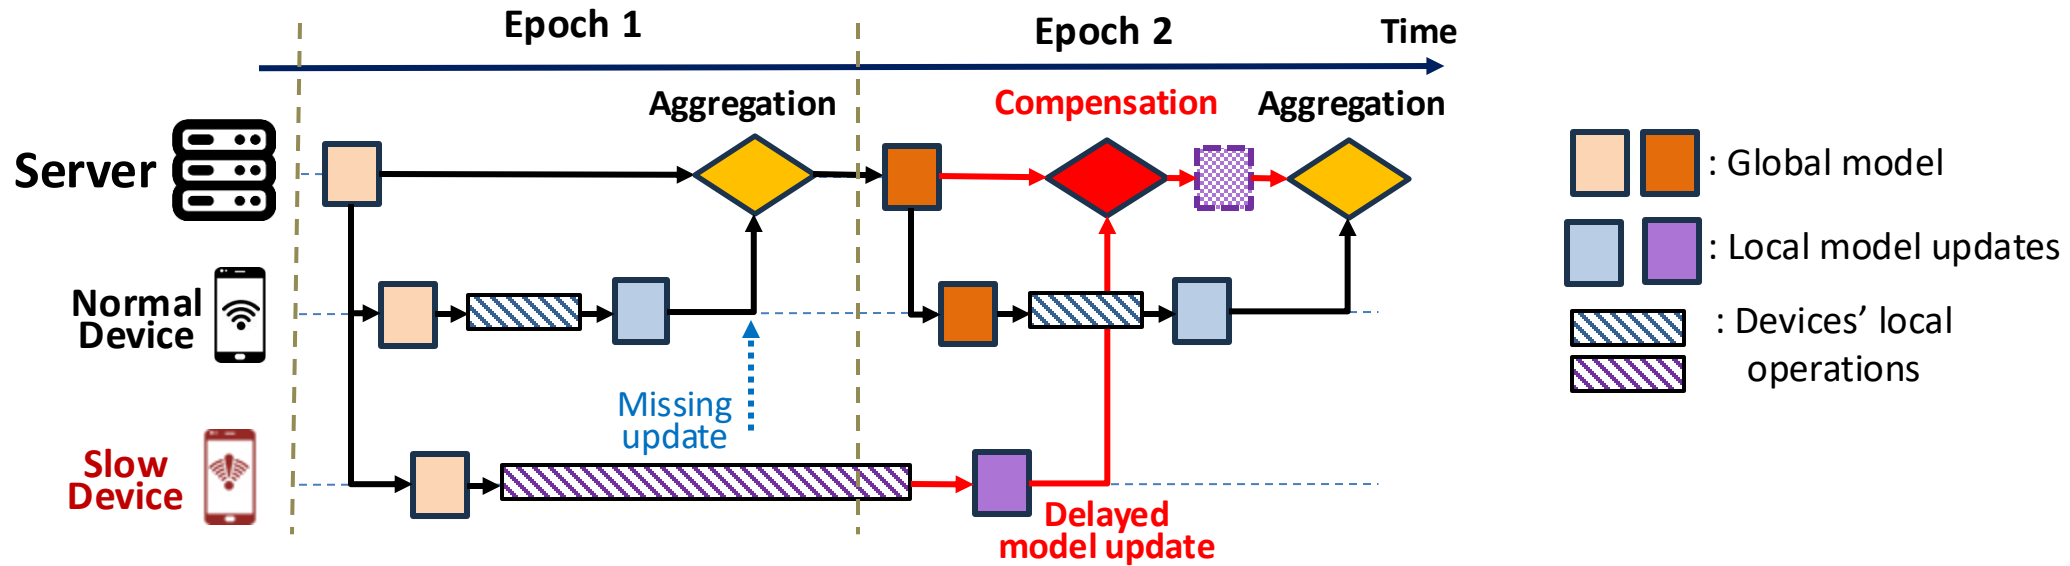 Epoch 1
Epoch 2
Time
Aggregation
Compensation
Aggregation
Server
: Global model
: Local model updates
Normal
Device
: Devices’ local
operations
Missing
update
Slow
Device
Delayed
model update